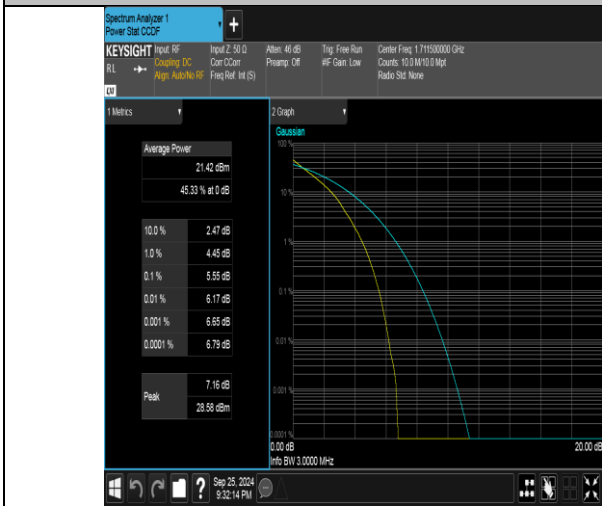 Spectrum Analyzer 1
Power Stat CCDF
+
KEYSIGHT
RL
LXI
Input: RF
Coupling: DC
Align: Auto/No RF
Input Z: 50 Ω
Corr CCorr
Freq Ref: Int (S)
Atten: 46 dB
Preamp: Off
Trig: Free Run
#IF Gain: Low
Center Freq: 1.711500000 GHz
Counts: 10.0 M/10.0 Mpt
Radio Std: None
1 Metrics
Average Power
21.42 dBm
45.33 % at 0 dB
10.0 % 2.47 dB
1.0 % 4.45 dB
0.1 % 5.55 dB
0.01 % 6.17 dB
0.001 % 6.65 dB
0.0001 % 6.79 dB
Peak
7.16 dB
28.58 dBm
2 Graph
Gaussian
100 %
10 %
1 %
0.1 %
0.01 %
0.001 %
0.0001 %
0.00 dB 20.00 dB
Info BW 3.0000 MHz
?
Sep 25, 2024
9:32:14 PM